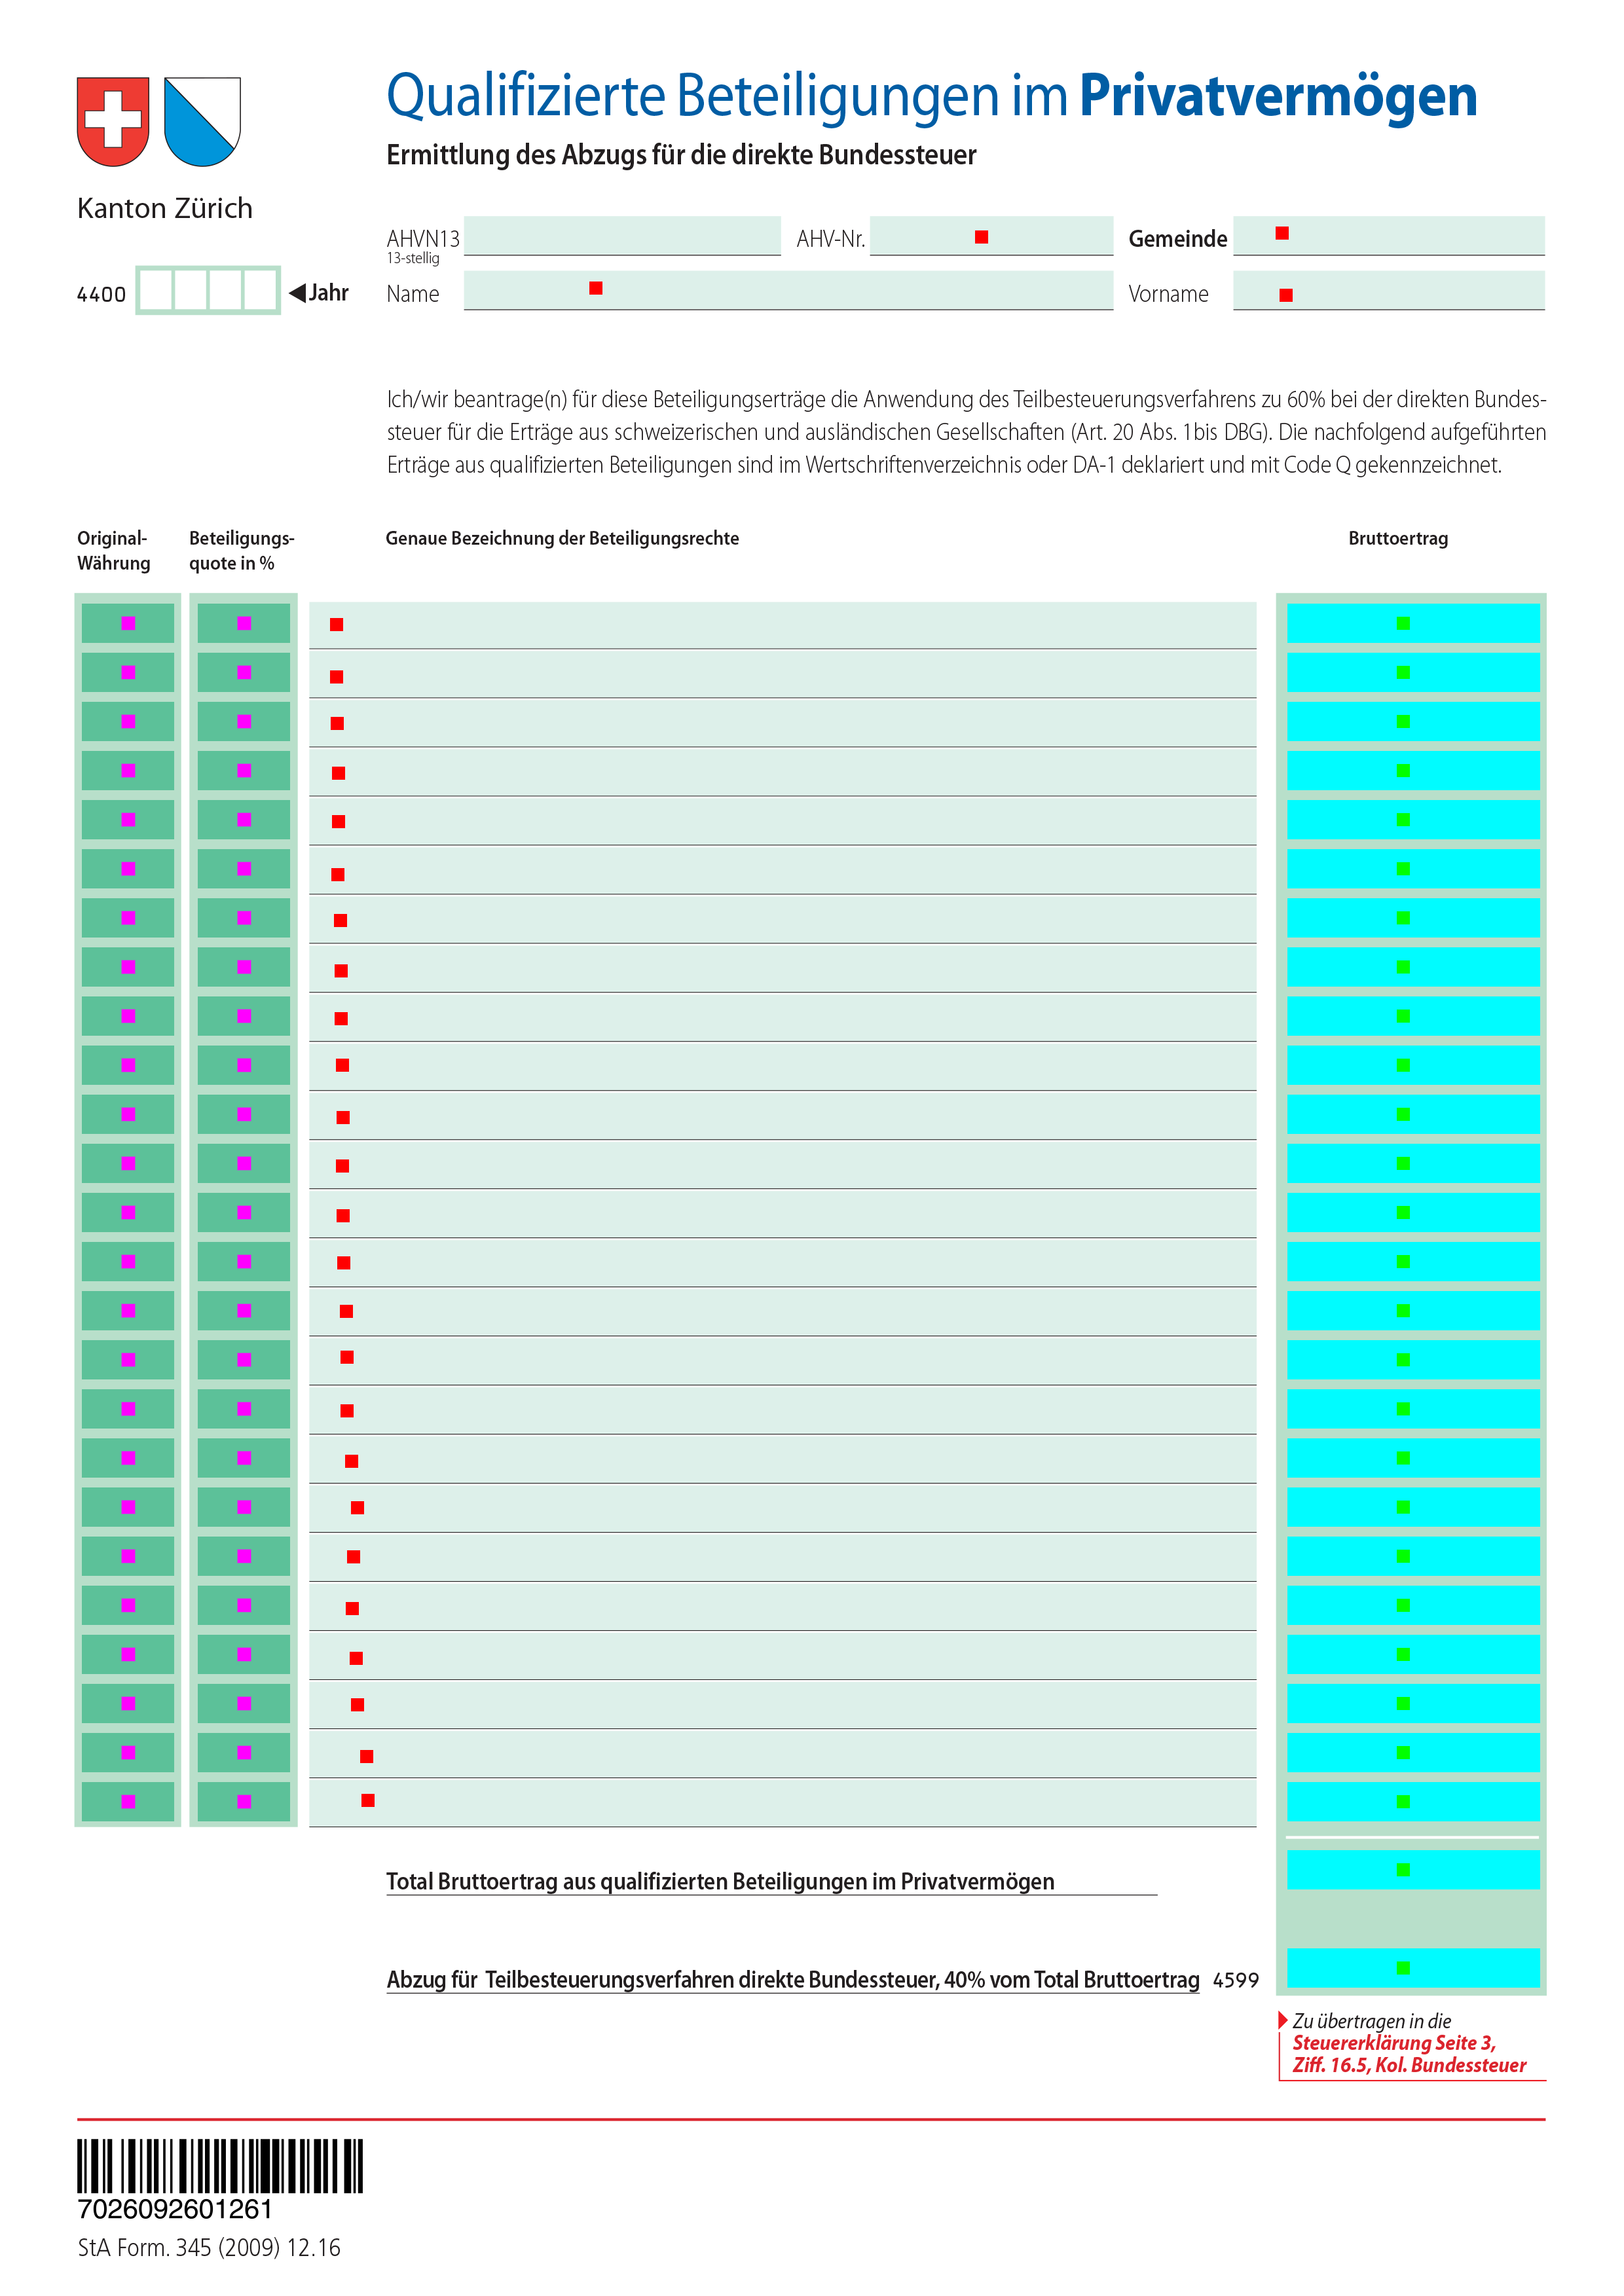 Qualifizierte Beteiligungen im Privatvermögen
Ermittlung des Abzugs für die direkte Bundessteuer
Kanton Zürich
AHVN13
13-stellig
AHV-Nr.
Gemeinde
4400
Jahr
Name
Vorname
Ich/wir beantrage(n) für diese Beteiligungserträge die Anwendung des Teilbesteuerungsverfahrens zu 60% bei der direkten Bundes-
steuer für die Erträge aus schweizerischen und ausländischen Gesellschaften (Art. 20 Abs. 1bis DBG). Die nachfolgend aufgeführten
Erträge aus qualifizierten Beteiligungen sind im Wertschriftenverzeichnis oder DA-1 deklariert und mit Code Q gekennzeichnet.
Original-
Währung
Beteiligungs-
quote in %
Genaue Bezeichnung der Beteiligungsrechte
Bruttoertrag
Total Bruttoertrag aus qualifizierten Beteiligungen im Privatvermögen
Abzug für Teilbesteuerungsverfahren direkte Bundessteuer, 40% vom Total Bruttoertrag 4599
Zu übertragen in die
Steuererklärung Seite 3,
Ziff. 16.5, Kol. Bundessteuer
7026092601261
StA Form. 345 (2009) 12.16